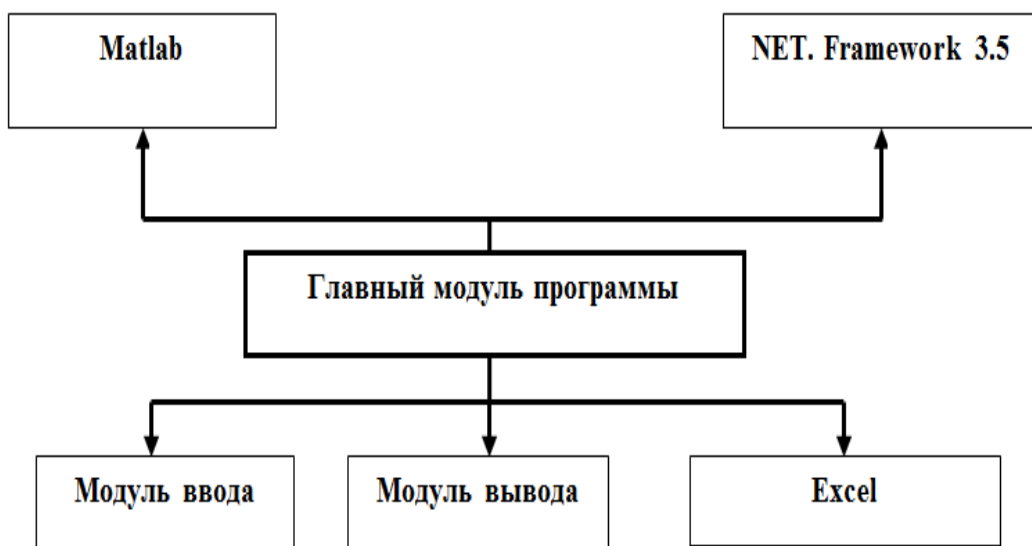 Matlab
NET. Framework 3.5
Главный модуль программы
Модуль ввода
Модуль вывода
Excel